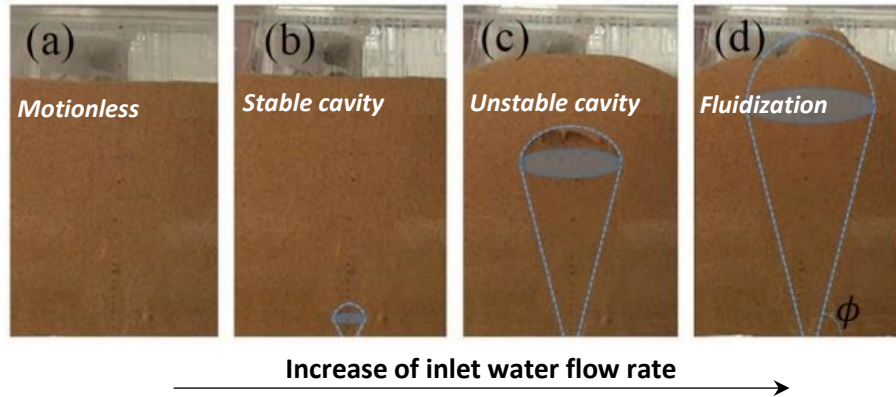 (a)
(b)
(c)
(d)
Motionless
Stable cavity
Unstable cavity
Fluidization
ϕ
Increase of inlet water flow rate